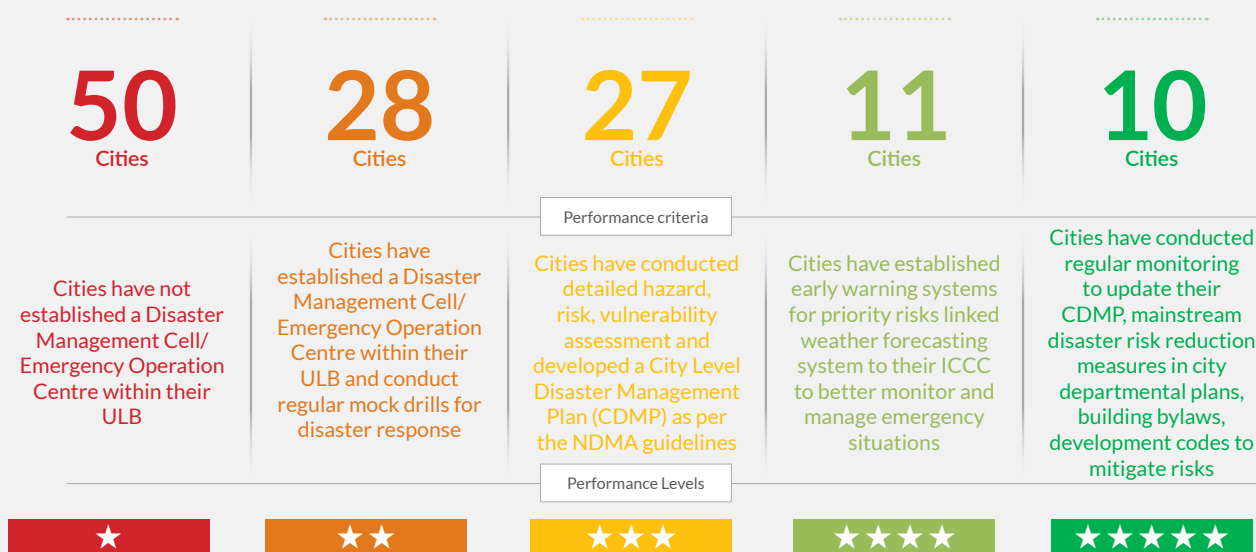 50
Cities
28
Cities
27
Cities
11
Cities
10
Cities
Performance criteria
Cities have not
established a Disaster
Management Cell/
Emergency Operation
Centre within their
ULB
Cities have
established a Disaster
Management Cell/
Emergency Operation
Centre within their
ULB and conduct
regular mock drills for
disaster response
Cities have conducted
detailed hazard,
risk, vulnerability
assessment and
developed a City Level
Disaster Management
Plan (CDMP) as per
the NDMA guidelines
Cities have established
early warning systems
for priority risks linked
weather forecasting
system to their ICCC
to better monitor and
manage emergency
situations
Cities have conducted
regular monitoring
to update their
CDMP, mainstream
disaster risk reduction
measures in city
departmental plans,
building bylaws,
development codes to
mitigate risks
Performance Levels